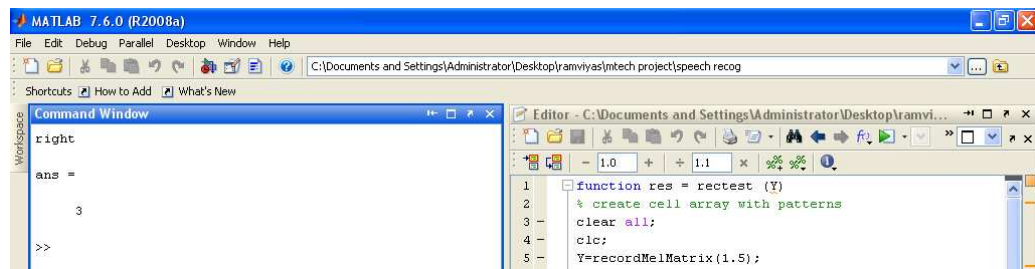 MATLAB 7.6.0 (R2008a)
File Edit Debug Parallel Desktop Window Help
C:\Documents and Settings\Administrator\Desktop\ramviyas\mtech project\speech recog
Shortcuts How to Add What's New
Workspace
Command Window
right
ans =
3
>>
Editor - C:\Documents and Settings\Administrator\Desktop\ramvi...
- 1.0 + ÷ 1.1 ×
1 function res = rectest (Y)
2 % create cell array with patterns
3 - clear all;
4 - clc;
5 - Y=recordMelMatrix(1.5);